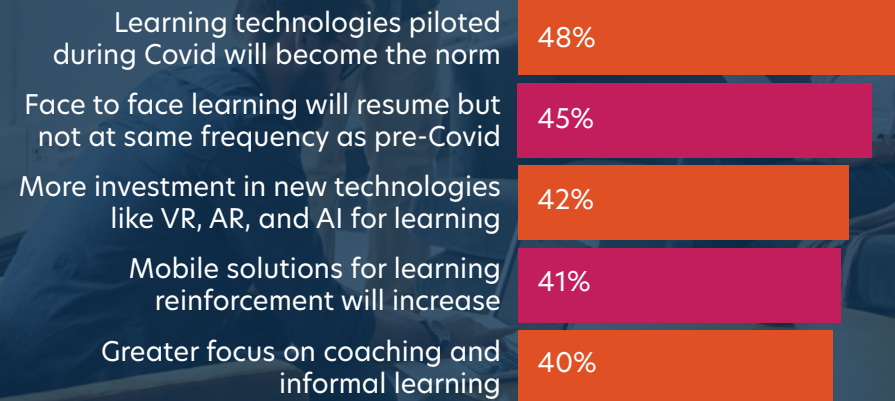 Learning technologies piloted
during Covid will become the norm
48%
Face to face learning will resume but
not at same frequency as pre-Covid
45%
More investment in new technologies
like VR, AR, and AI for learning
42%
Mobile solutions for learning
reinforcement will increase
41%
Greater focus on coaching and
informal learning
40%